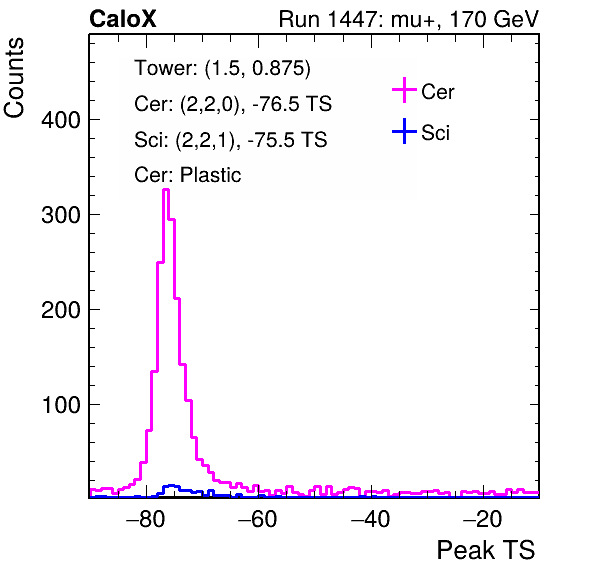 CaloX Run 1447: mu+, 170 GeV
Counts
Tower: (1.5, 0.875)
Cer: (2,2,0), -76.5 TS
Sci: (2,2,1), -75.5 TS
Cer: Plastic
Cer
Sci
400
300
200
100
−80 −60 −40 −20
Peak TS